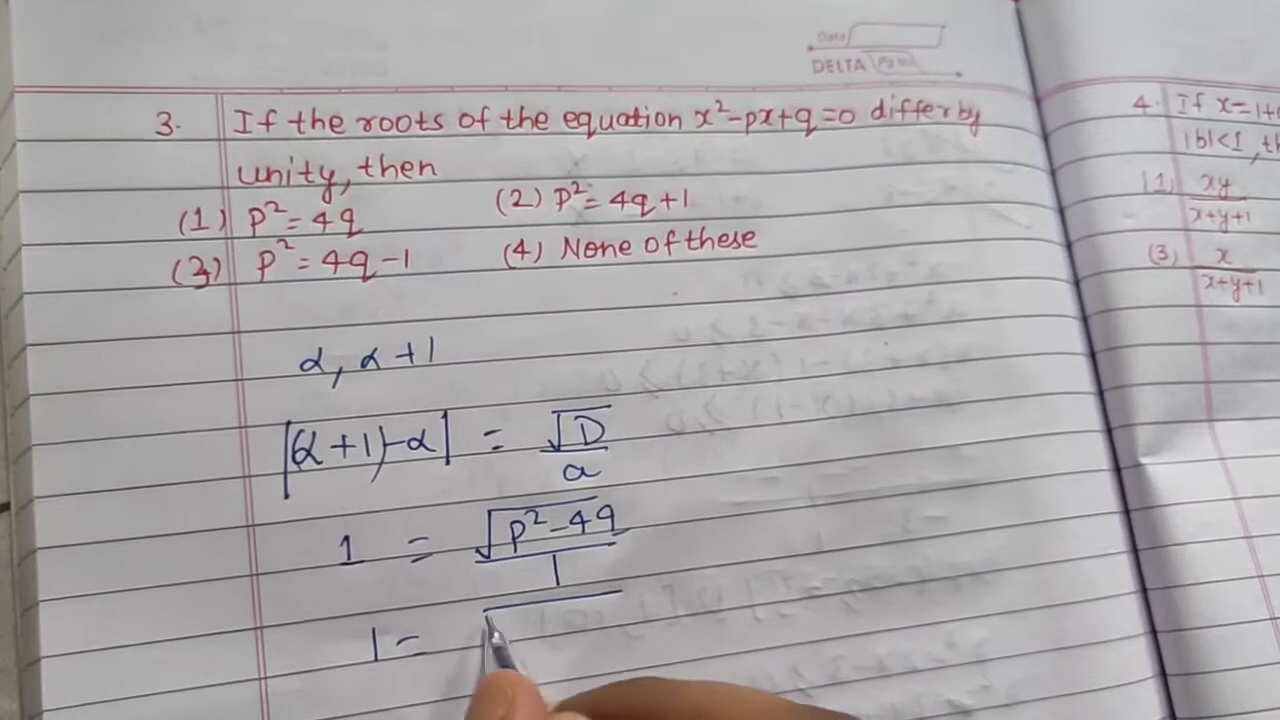 Date
DELTA Pg No.
3. If the roots of the equation x²-px+q=0 differ by
unity, then
(1) p²= 4q (2) p²= 4q+1
(3) p²= 4q-1 (4) None of these
α, α+1
|(α+1)-α| = √D/a
1 = √(p²-4q)/1
1 =
4. If x=1+
|b|<1,
(1) xy/(x+y+1)
(3) x/(x+y+1)